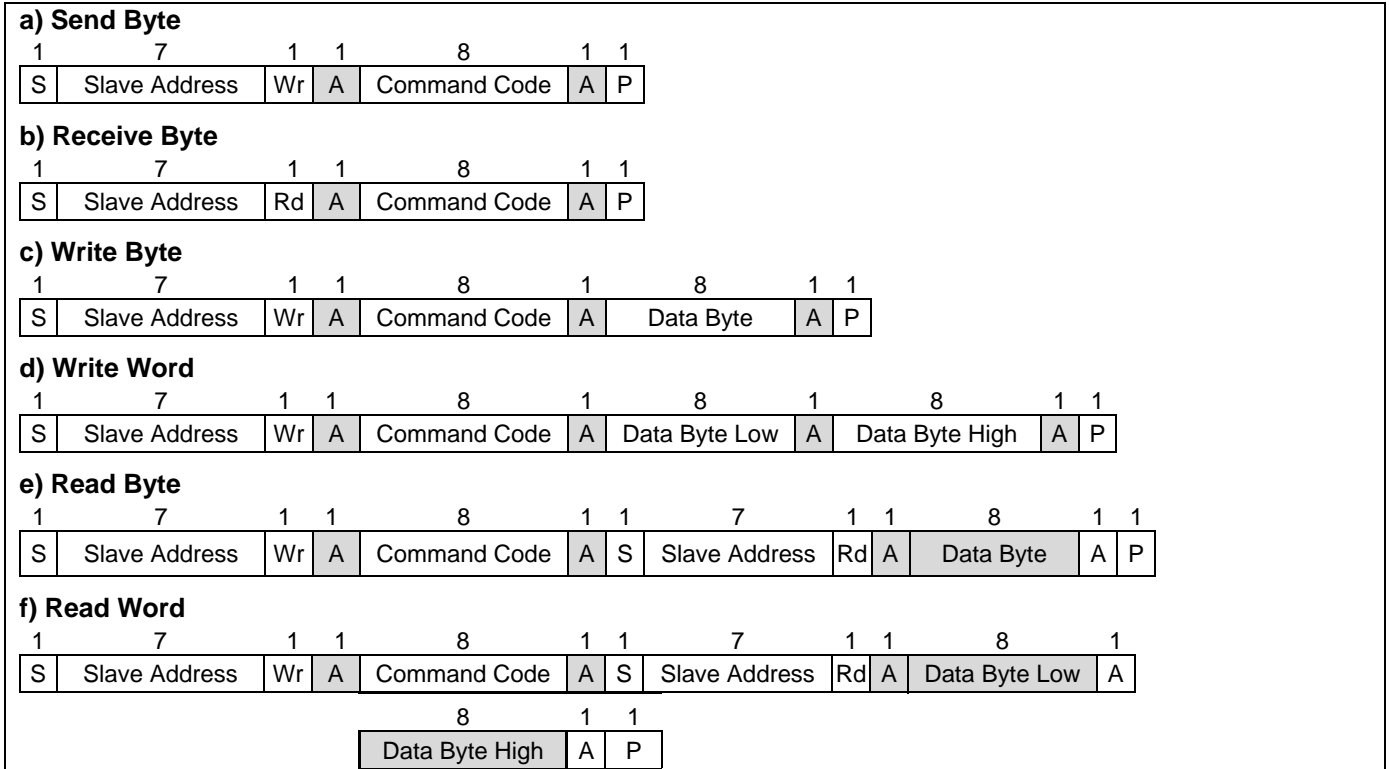 a) Send Byte
1 7 1 1 8 1 1
S Slave Address Wr A Command Code A P
b) Receive Byte
1 7 1 1 8 1 1
S Slave Address Rd A Command Code A P
c) Write Byte
1 7 1 1 8 1 8 1 1
S Slave Address Wr A Command Code A Data Byte A P
d) Write Word
1 7 1 1 8 1 8 1 8 1 1
S Slave Address Wr A Command Code A Data Byte Low A Data Byte High A P
e) Read Byte
1 7 1 1 8 1 1 7 1 1 8 1 1
S Slave Address Wr A Command Code A S Slave Address Rd A Data Byte A P
f) Read Word
1 7 1 1 8 1 1 7 1 1 8 1
S Slave Address Wr A Command Code A S Slave Address Rd A Data Byte Low A
8 1 1
Data Byte High A P